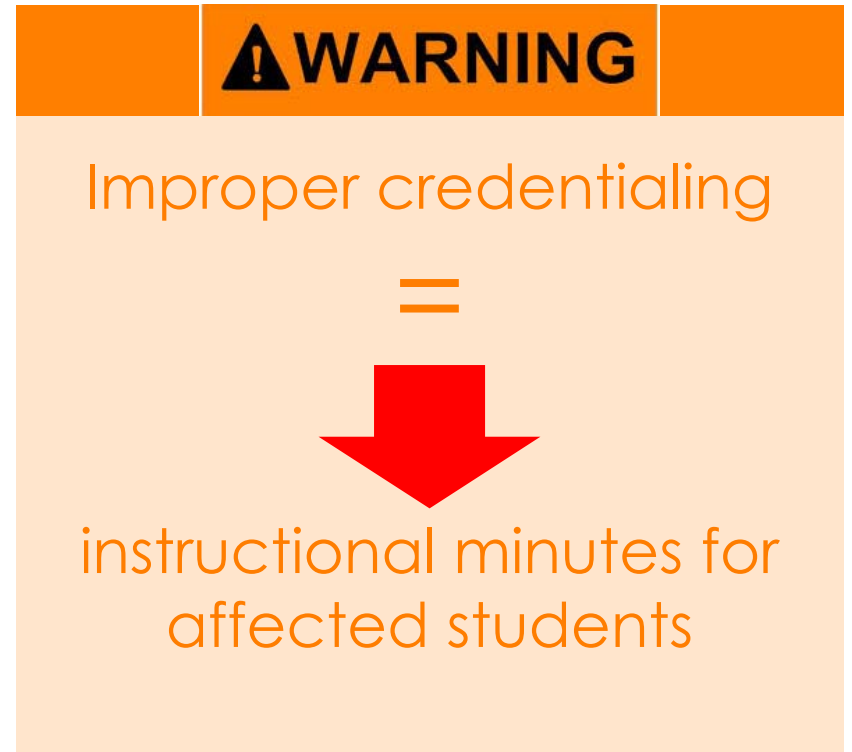 WARNING
Improper credentialing
=
instructional minutes for
affected students